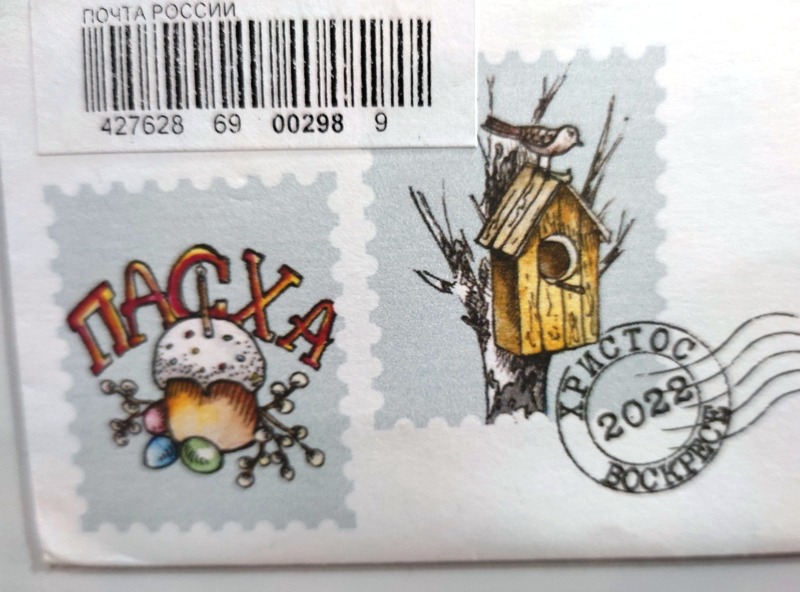 ПОЧТА РОССИИ
427628 69 00298 9
ПАСХА
ХРИСТОС
2022
ВОСКРЕСЕ